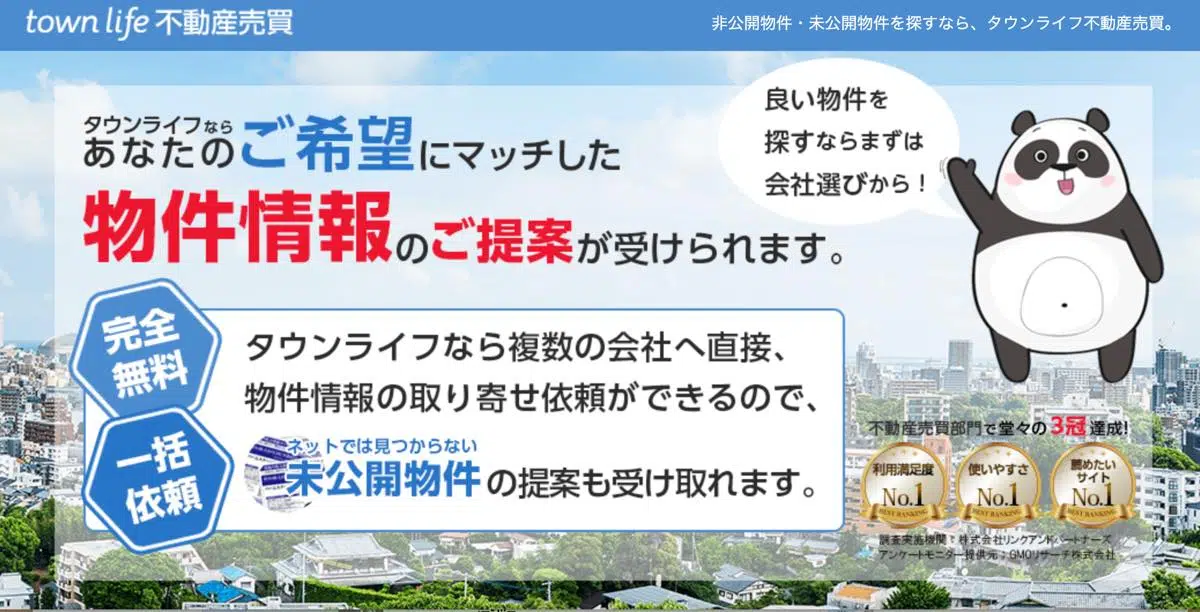 town life 不動産売買
非公開物件・未公開物件を探すなら、タウンライフ不動産売買。
タウンライフなら
あなたのご希望にマッチした
物件情報のご提案が受けられます。
良い物件を
探すならまずは
会社選びから！
完全
無料
一括
依頼
タウンライフなら複数の会社へ直接、
物件情報の取り寄せ依頼ができるので、
ネットでは見つからない
未公開物件の提案も受け取れます。
不動産売買部門で堂々の3冠達成!
利用満足度
No.1
BEST RANKING
使いやすさ
No.1
BEST RANKING
薦めたい
サイト
No.1
BEST RANKING
調査実施機関：株式会社リンクアンドパートナーズ
アンケートモニター提供元：GMOリサーチ株式会社